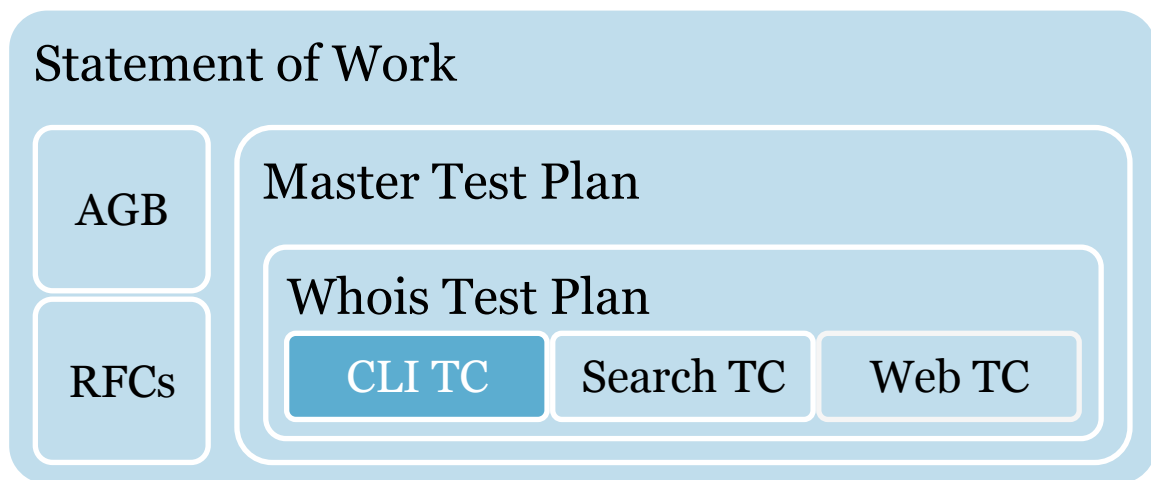 Statement of Work
AGB
RFCs
Master Test Plan
Whois Test Plan
CLI TC
Search TC
Web TC